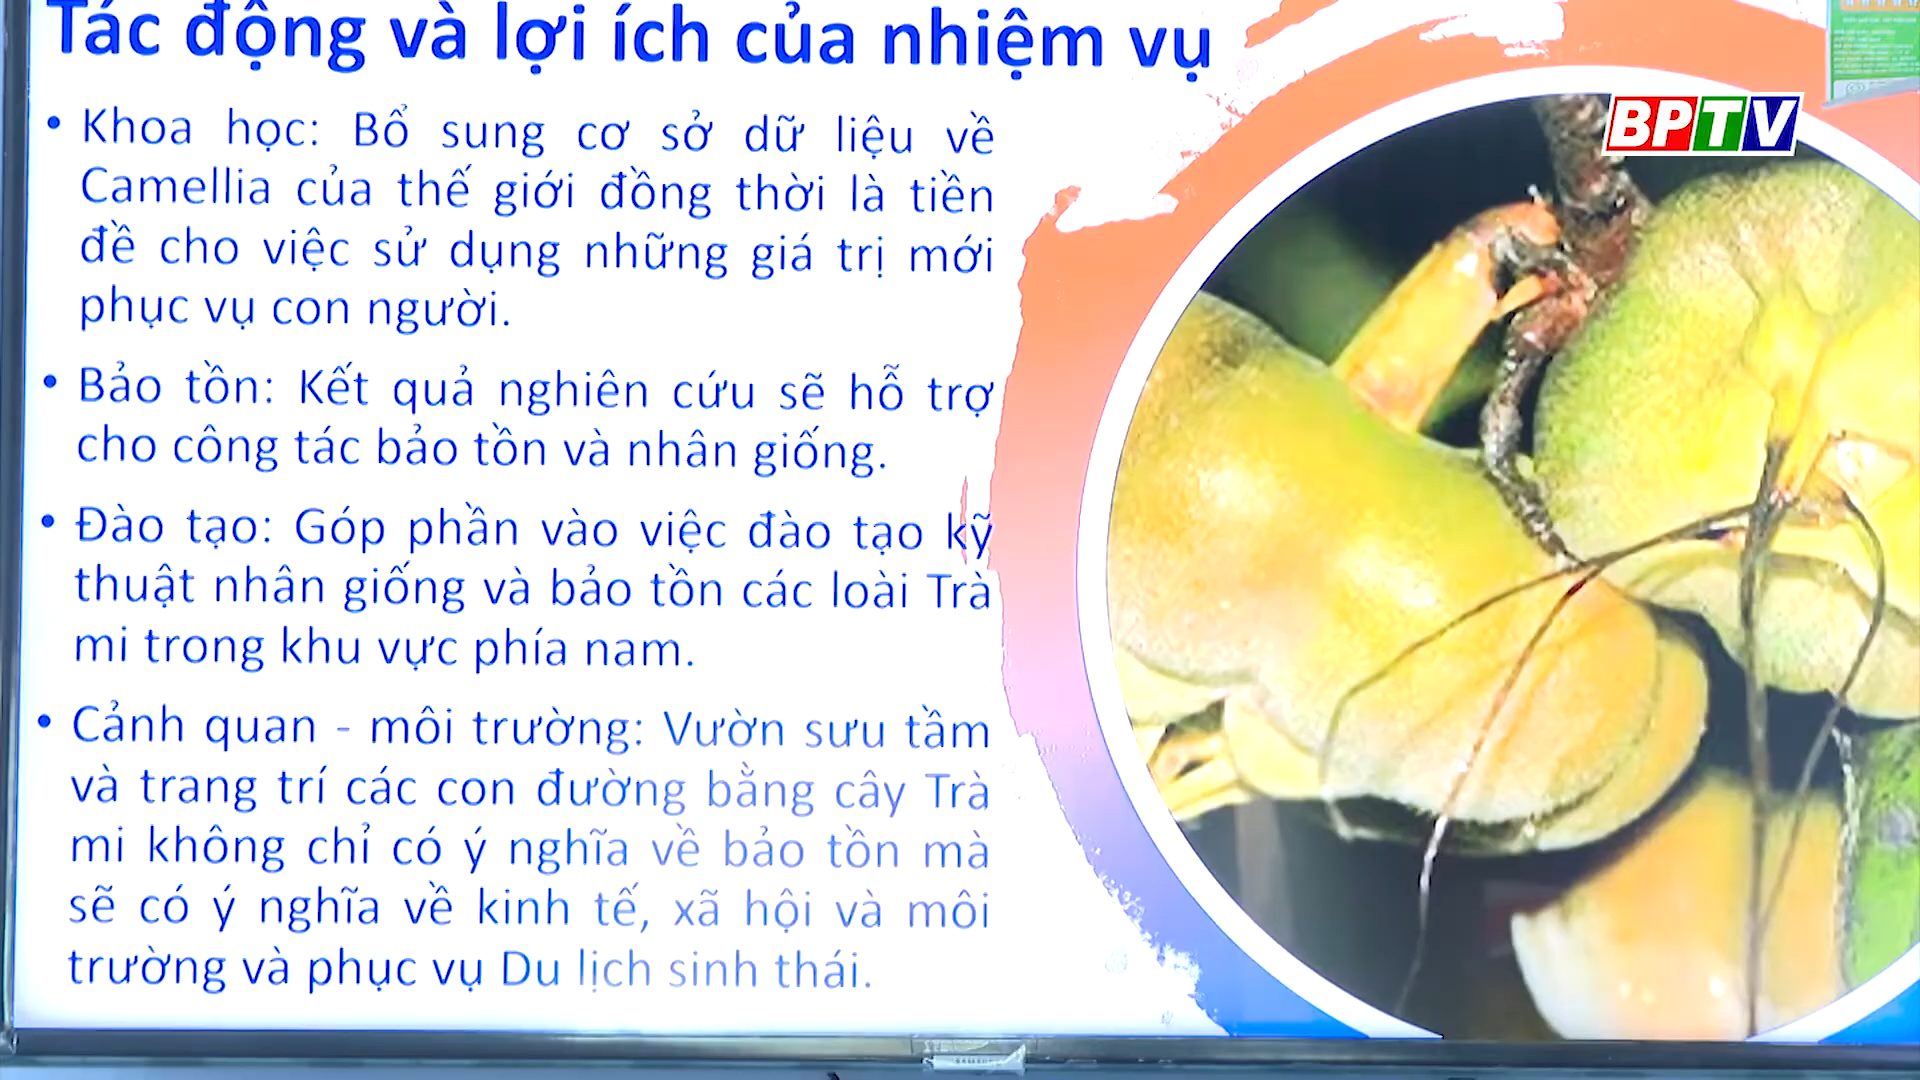 Tác động và lợi ích của nhiệm vụ
BPTV
• Khoa học: Bổ sung cơ sở dữ liệu về
Camellia của thế giới đồng thời là tiền
đề cho việc sử dụng những giá trị mới
phục vụ con người.
• Bảo tồn: Kết quả nghiên cứu sẽ hỗ trợ
cho công tác bảo tồn và nhân giống.
• Đào tạo: Góp phần vào việc đào tạo kỹ
thuật nhân giống và bảo tồn các loài Trà
mi trong khu vực phía nam.
• Cảnh quan - môi trường: Vườn sưu tầm
và trang trí các con đường bằng cây Trà
mi không chỉ có ý nghĩa về bảo tồn mà
sẽ có ý nghĩa về kinh tế, xã hội và môi
trường và phục vụ Du lịch sinh thái.
SAMSUNG